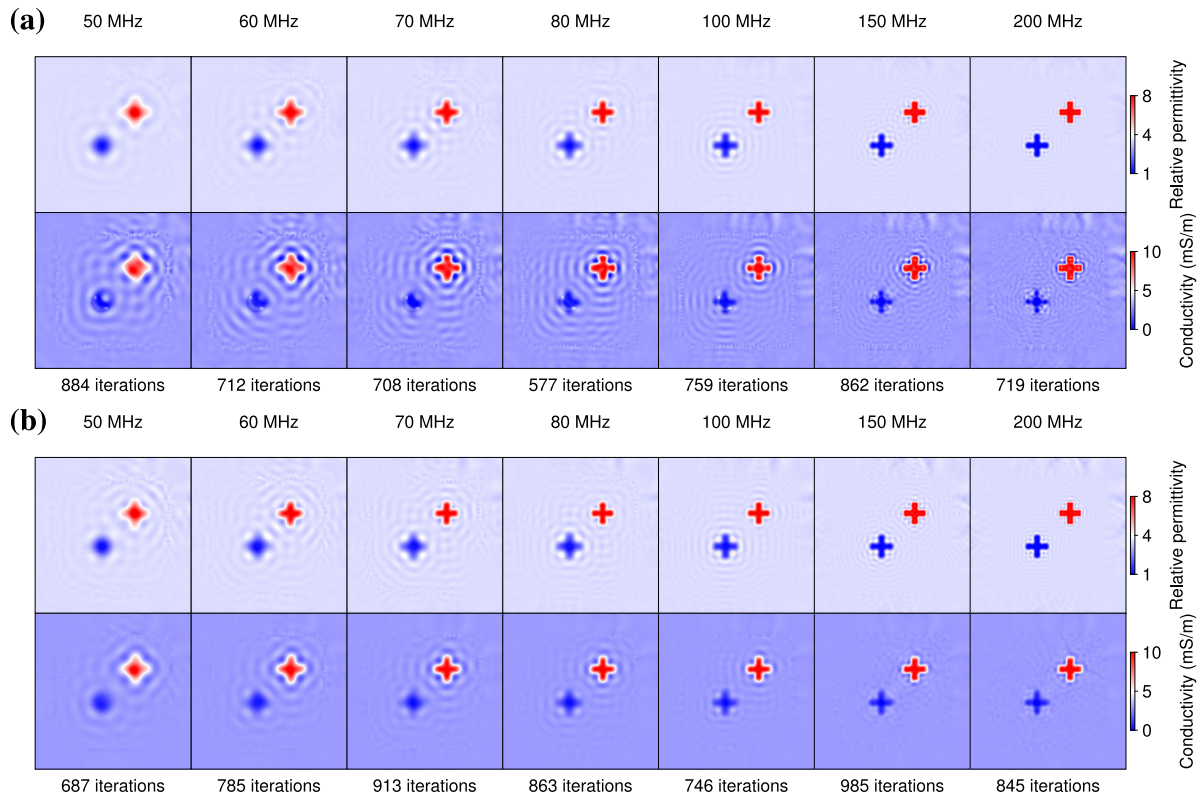 (a)
50 MHz 60 MHz 70 MHz 80 MHz 100 MHz 150 MHz 200 MHz
8
4
1
Relative permittivity
10
5
0
Conductivity (mS/m)
884 iterations 712 iterations 708 iterations 577 iterations 759 iterations 862 iterations 719 iterations
(b)
50 MHz 60 MHz 70 MHz 80 MHz 100 MHz 150 MHz 200 MHz
8
4
1
Relative permittivity
10
5
0
Conductivity (mS/m)
687 iterations 785 iterations 913 iterations 863 iterations 746 iterations 985 iterations 845 iterations